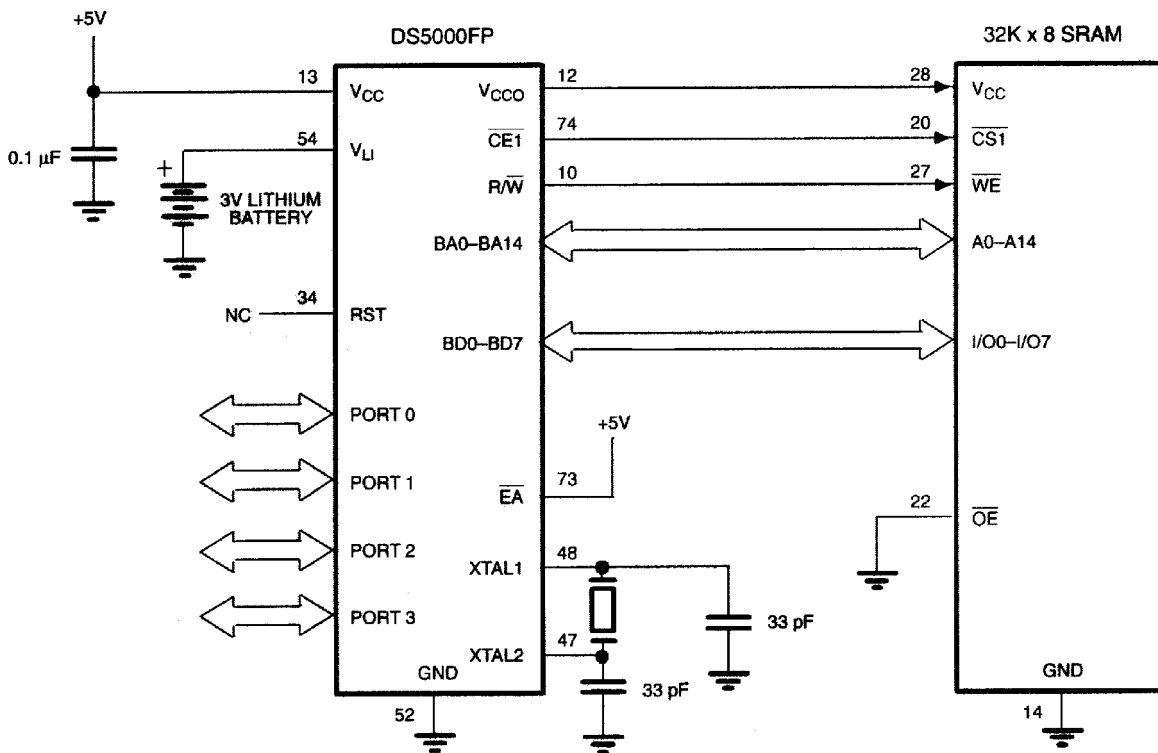 +5V
DS5000FP
32K x 8 SRAM
13
VCC
VCCO
12
28
VCC
0.1 µF
54
VLI
CE1
74
20
CS1
+
3V LITHIUM
BATTERY
R/W
10
27
WE
BA0–BA14
A0–A14
NC
34
RST
BD0–BD7
I/O0–I/O7
PORT 0
+5V
PORT 1
EA
73
22
OE
PORT 2
XTAL1
48
PORT 3
33 pF
XTAL2
47
33 pF
GND
52
GND
14